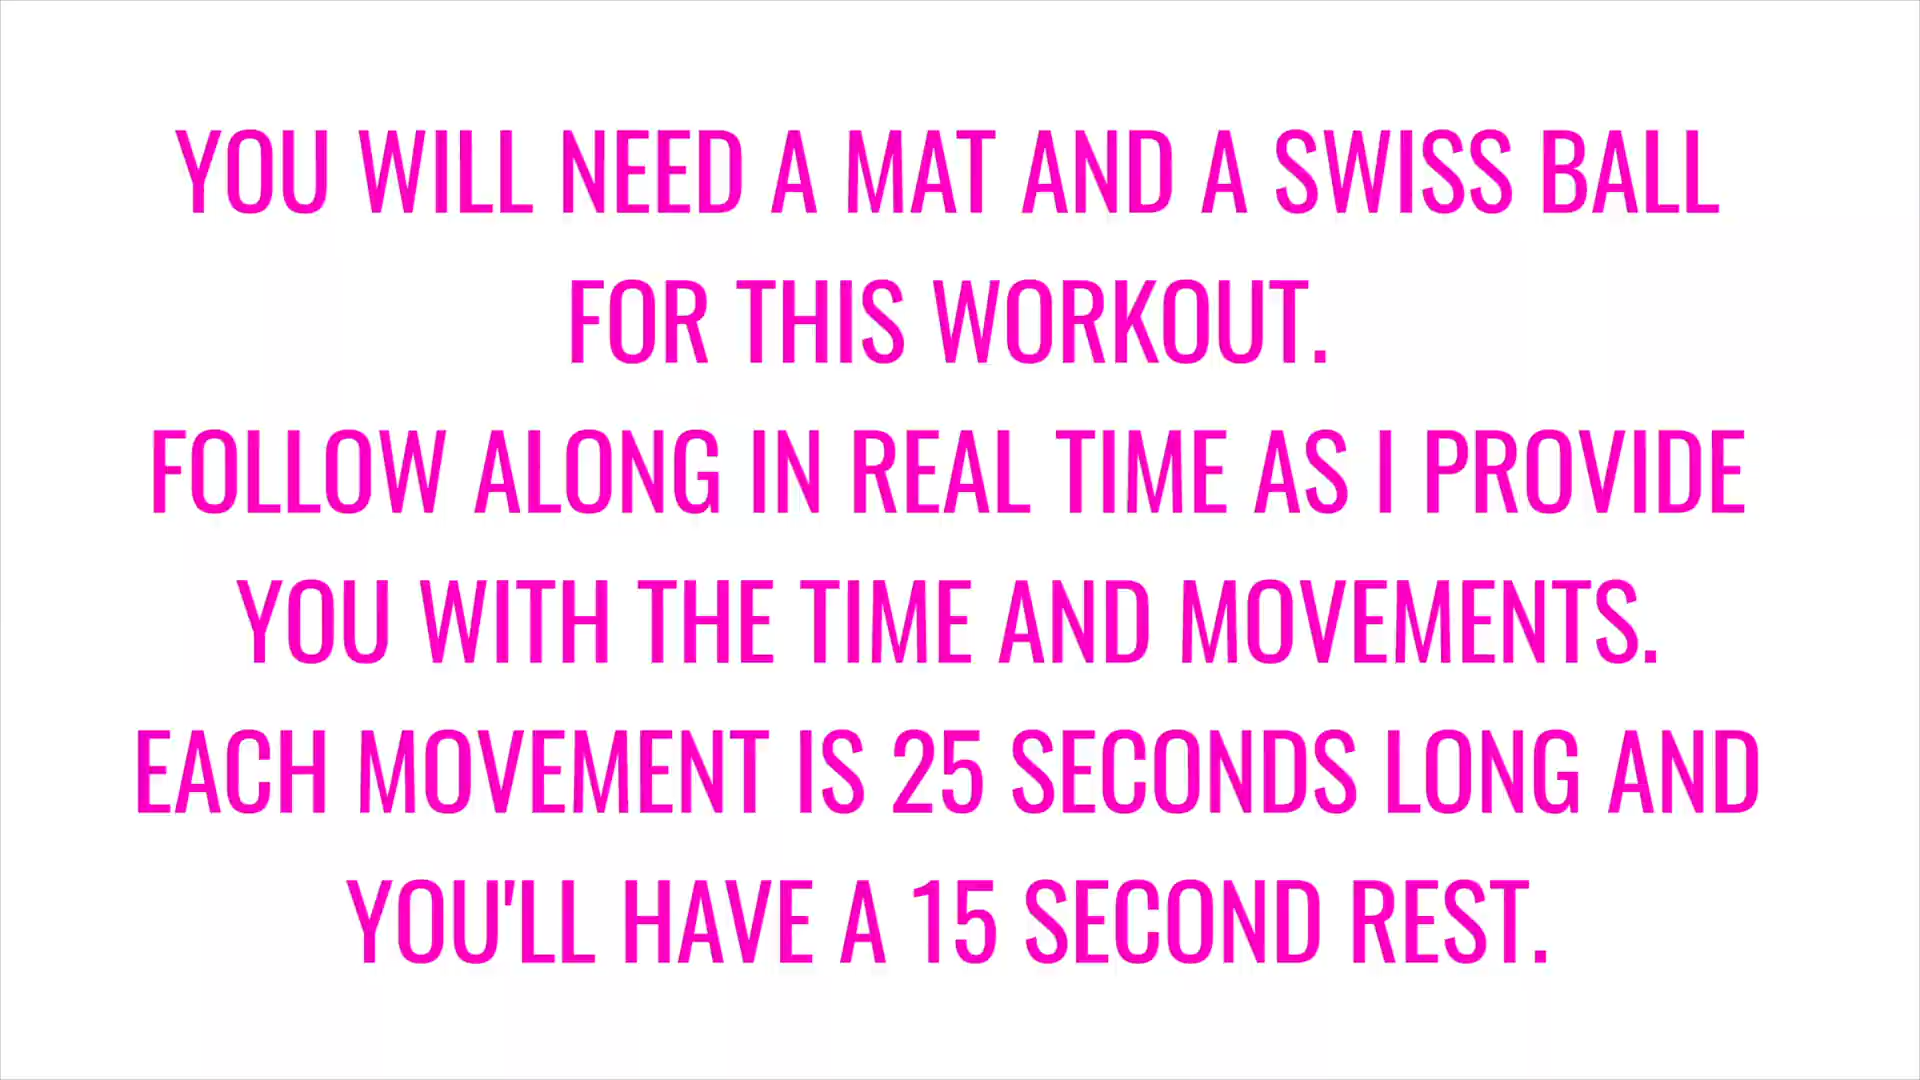 YOU WILL NEED A MAT AND A SWISS BALL
FOR THIS WORKOUT.
FOLLOW ALONG IN REAL TIME AS I PROVIDE
YOU WITH THE TIME AND MOVEMENTS.
EACH MOVEMENT IS 25 SECONDS LONG AND
YOU'LL HAVE A 15 SECOND REST.